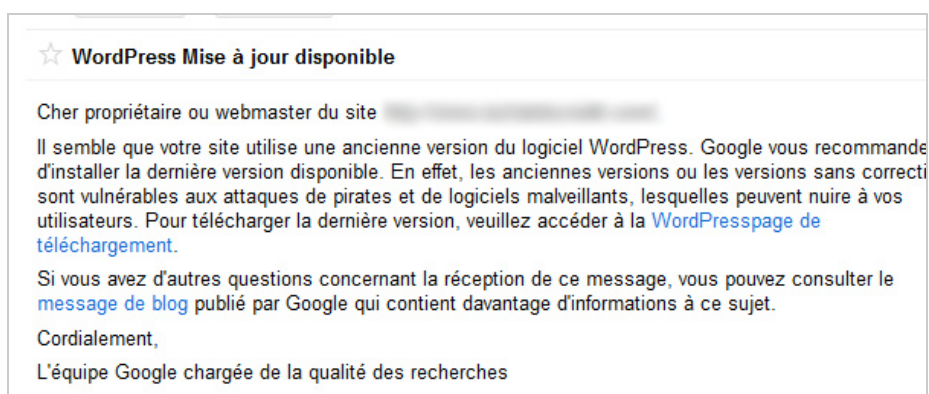 WordPress Mise à jour disponible
Cher propriétaire ou webmaster du site
Il semble que votre site utilise une ancienne version du logiciel WordPress. Google vous recommande
d'installer la dernière version disponible. En effet, les anciennes versions ou les versions sans correcti
sont vulnérables aux attaques de pirates et de logiciels malveillants, lesquelles peuvent nuire à vos
utilisateurs. Pour télécharger la dernière version, veuillez accéder à la WordPresspage de
téléchargement.
Si vous avez d'autres questions concernant la réception de ce message, vous pouvez consulter le
message de blog publié par Google qui contient davantage d'informations à ce sujet.
Cordialement,
L'équipe Google chargée de la qualité des recherches